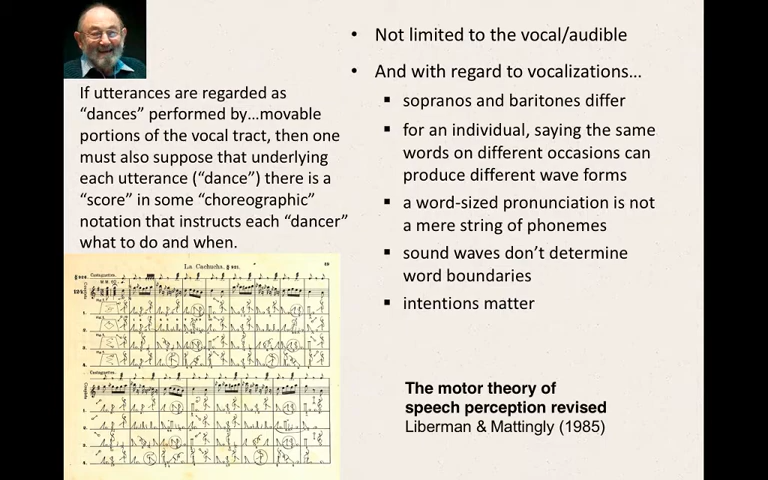 If utterances are regarded as
“dances” performed by…movable
portions of the vocal tract, then one
must also suppose that underlying
each utterance (“dance”) there is a
“score” in some “choreographic”
notation that instructs each “dancer”
what to do and when.
La Cachucha.
Castagnettes.
Castagnettes.
• Not limited to the vocal/audible
• And with regard to vocalizations…
▪ sopranos and baritones differ
▪ for an individual, saying the same
words on different occasions can
produce different wave forms
▪ a word-sized pronunciation is not
a mere string of phonemes
▪ sound waves don’t determine
word boundaries
▪ intentions matter
The motor theory of
speech perception revised
Liberman & Mattingly (1985)